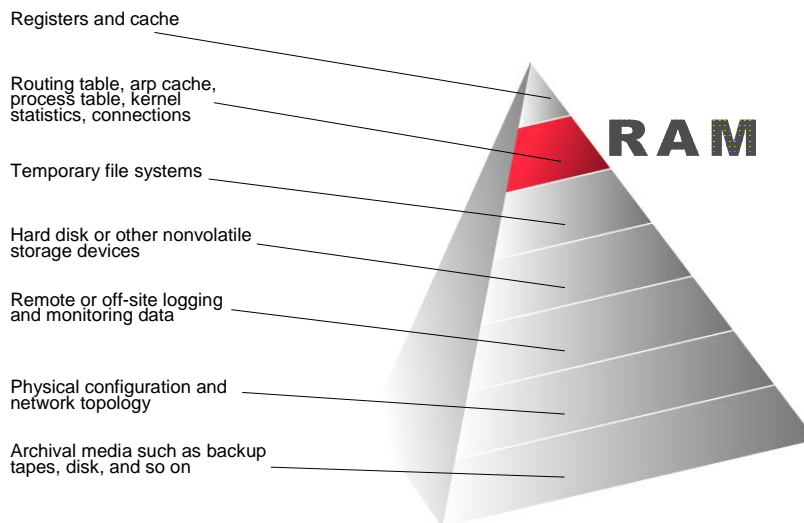 Registers and cache
Routing table, arp cache,
process table, kernel
statistics, connections
RAM
Temporary file systems
Hard disk or other nonvolatile
storage devices
Remote or off-site logging
and monitoring data
Physical configuration and
network topology
Archival media such as backup
tapes, disk, and so on